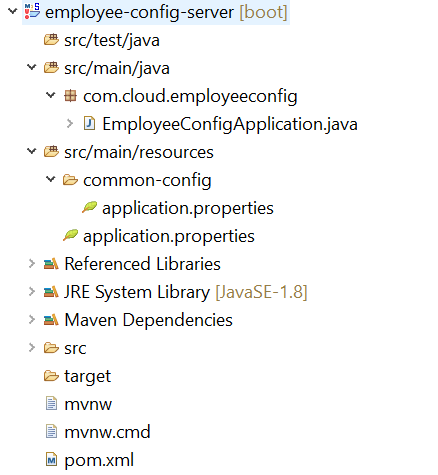 employee-config-server [boot]
src/test/java
src/main/java
com.cloud.employeeconfig
EmployeeConfigApplication.java
src/main/resources
common-config
application.properties
application.properties
Referenced Libraries
JRE System Library [JavaSE-1.8]
Maven Dependencies
src
target
mvnw
mvnw.cmd
pom.xml